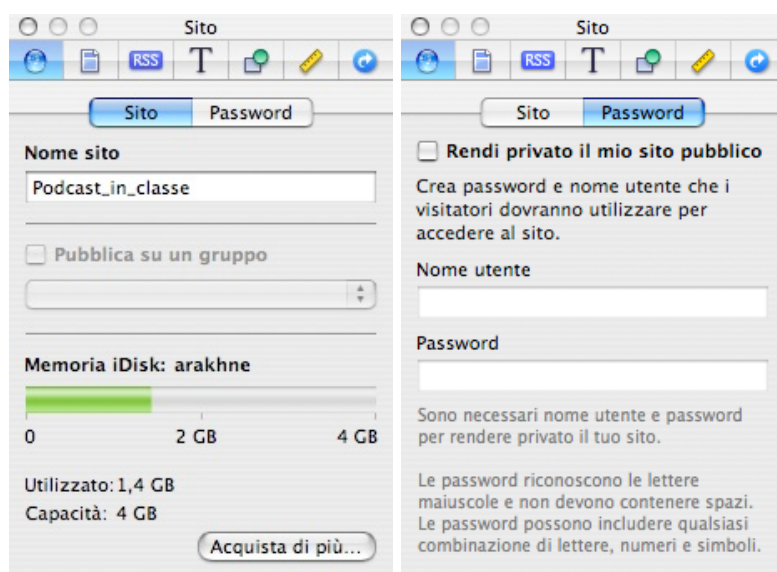 Sito
RSS
T
Sito Password
Nome sito
Podcast_in_classe
Pubblica su un gruppo
Memoria iDisk: arakhne
0 2 GB 4 GB
Utilizzato: 1,4 GB
Capacità: 4 GB
Acquista di più...
Sito
RSS
T
Sito Password
Rendi privato il mio sito pubblico
Crea password e nome utente che i
visitatori dovranno utilizzare per
accedere al sito.
Nome utente
Password
Sono necessari nome utente e password
per rendere privato il tuo sito.
Le password riconoscono le lettere
maiuscole e non devono contenere spazi.
Le password possono includere qualsiasi
combinazione di lettere, numeri e simboli.